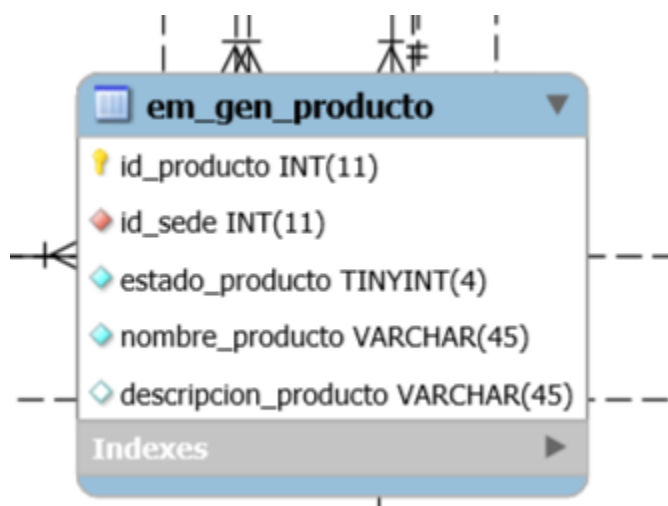 em_gen_producto
id_producto INT(11)
id_sede INT(11)
estado_producto TINYINT(4)
nombre_producto VARCHAR(45)
descripcion_producto VARCHAR(45)
Indexes